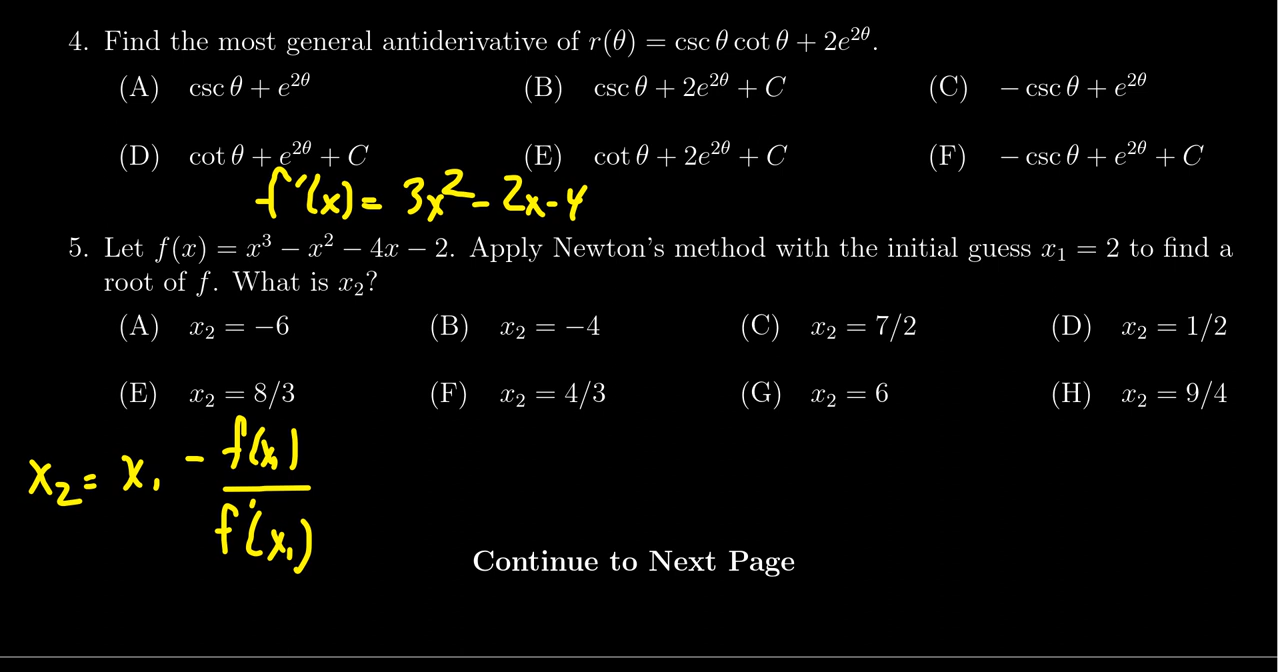 4. Find the most general antiderivative of r(θ) = csc θ cot θ + 2e^{2θ}.
(A) csc θ + e^{2θ} (B) csc θ + 2e^{2θ} + C (C) − csc θ + e^{2θ}
(D) cot θ + e^{2θ} + C (E) cot θ + 2e^{2θ} + C (F) − csc θ + e^{2θ} + C
f'(x) = 3x² - 2x - 4
5. Let f(x) = x³ − x² − 4x − 2. Apply Newton's method with the initial guess x₁ = 2 to find a
root of f. What is x₂?
(A) x₂ = −6 (B) x₂ = −4 (C) x₂ = 7/2 (D) x₂ = 1/2
(E) x₂ = 8/3 (F) x₂ = 4/3 (G) x₂ = 6 (H) x₂ = 9/4
x₂ = x₁ - f(x₁) / f'(x₁)
Continue to Next Page